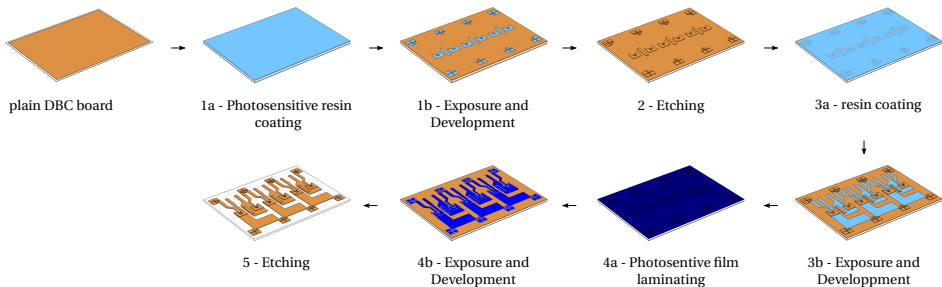 plain DBC board
1a - Photosensitive resin
coating
1b - Exposure and
Development
2 - Etching
3a - resin coating
5 - Etching
4b - Exposure and
Development
4a - Photosentive film
laminating
3b - Exposure and
Developpment